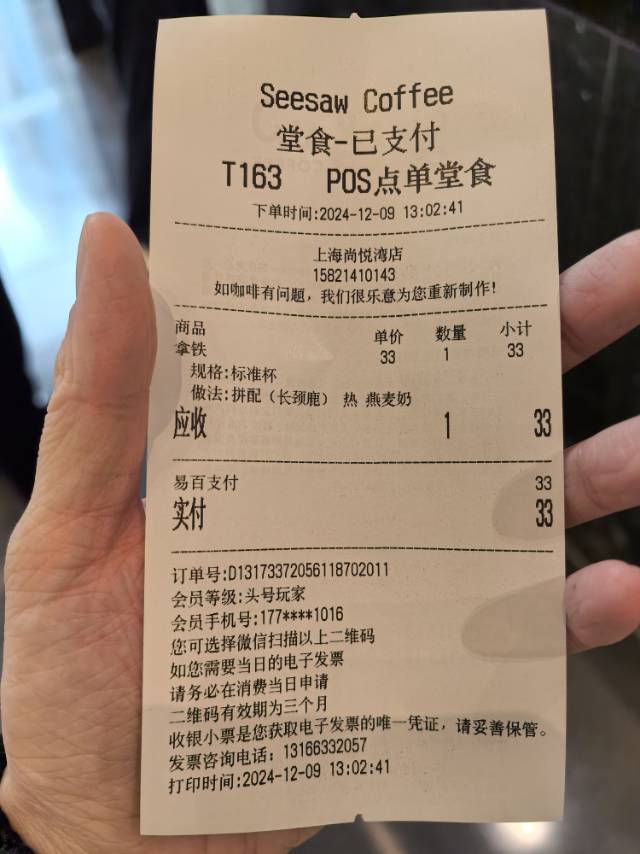 Seesaw Coffee
堂食-已支付
T163 POS点单堂食
下单时间:2024-12-09 13:02:41
上海尚悦湾店
15821410143
如咖啡有问题，我们很乐意为您重新制作!
商品 单价 数量 小计
拿铁 33 1 33
规格:标准杯
做法:拼配（长颈鹿） 热 燕麦奶
应收 1 33
易百支付 33
实付 33
订单号:D13173372056118702011
会员等级:头号玩家
会员手机号:177****1016
您可选择微信扫描以上二维码
如您需要当日的电子发票
请务必在消费当日申请
二维码有效期为三个月
收银小票是您获取电子发票的唯一凭证，请妥善保管。
发票咨询电话：13166332057
打印时间:2024-12-09 13:02:41